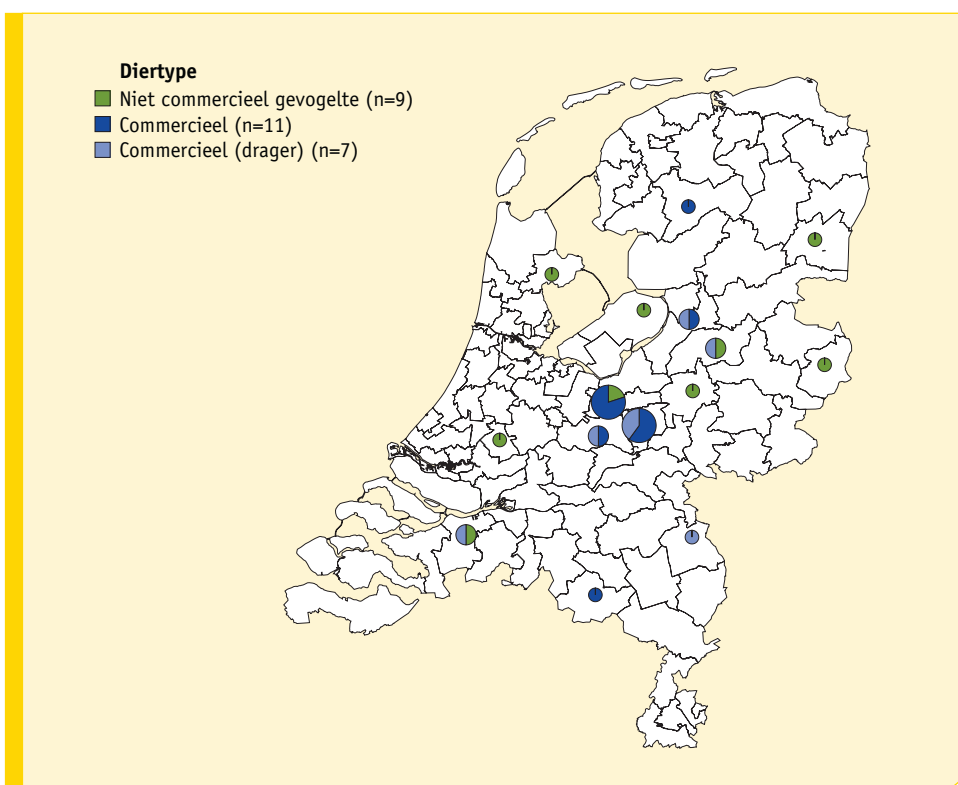 Diertype
Niet commercieel gevogelte (n=9)
Commercieel (n=11)
Commercieel (drager) (n=7)